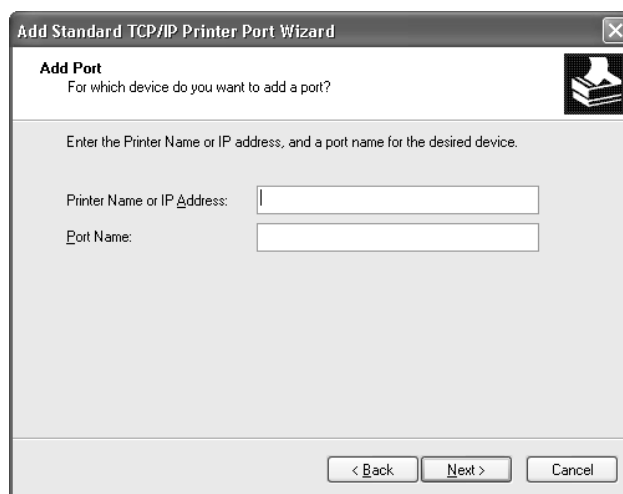 Add Standard TCP/IP Printer Port Wizard
Add Port
For which device do you want to add a port?
Enter the Printer Name or IP address, and a port name for the desired device.
Printer Name or IP Address:
Port Name:
< Back Next > Cancel